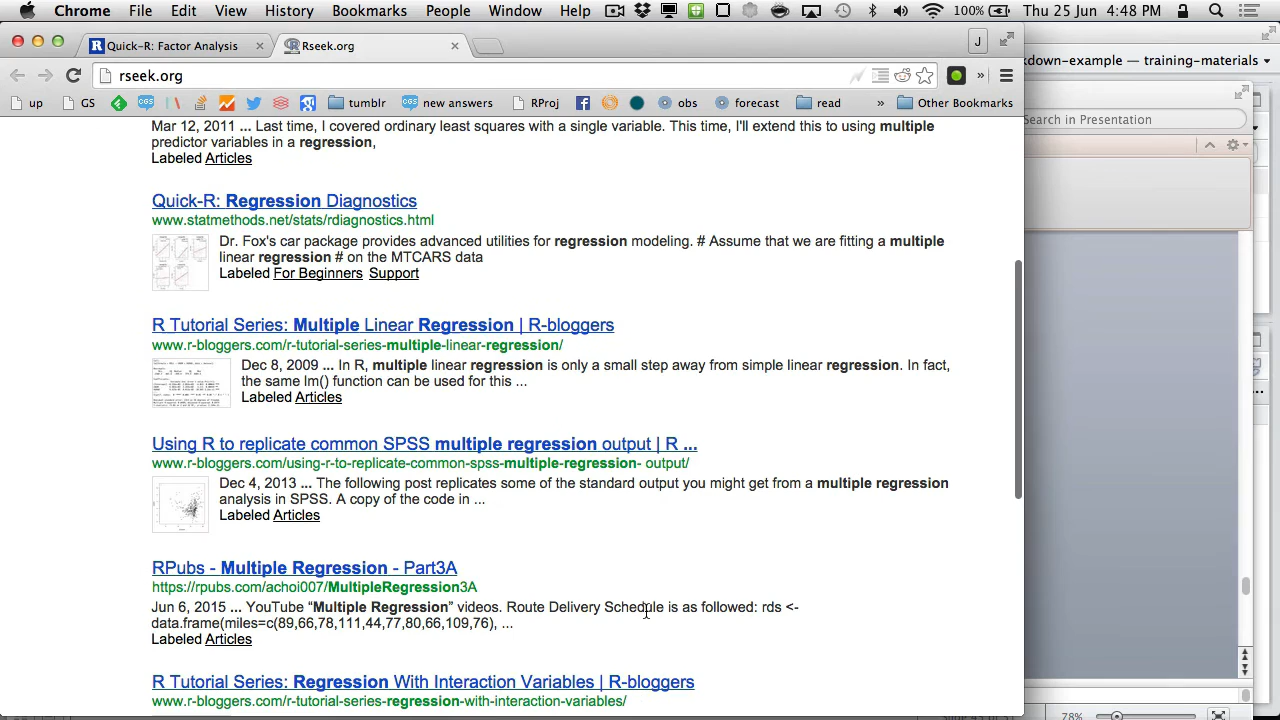 Chrome File Edit View History Bookmarks People Window Help 100% Thu 25 Jun 4:48 PM
Quick-R: Factor Analysis × Rseek.org × J
kdown-example — training-materials
rseek.org
up GS CGS tumblr CGS new answers RProj obs forecast read » Other Bookmarks
Search in Presentation
Mar 12, 2011 ... Last time, I covered ordinary least squares with a single variable. This time, I'll extend this to using multiple
predictor variables in a regression,
Labeled Articles
Quick-R: Regression Diagnostics
www.statmethods.net/stats/rdiagnostics.html
Dr. Fox's car package provides advanced utilities for regression modeling. # Assume that we are fitting a multiple
linear regression # on the MTCARS data
Labeled For Beginners Support
R Tutorial Series: Multiple Linear Regression | R-bloggers
www.r-bloggers.com/r-tutorial-series-multiple-linear-regression/
Dec 8, 2009 ... In R, multiple linear regression is only a small step away from simple linear regression. In fact,
the same lm() function can be used for this ...
Labeled Articles
Using R to replicate common SPSS multiple regression output | R ...
www.r-bloggers.com/using-r-to-replicate-common-spss-multiple-regression- output/
Dec 4, 2013 ... The following post replicates some of the standard output you might get from a multiple regression
analysis in SPSS. A copy of the code in ...
Labeled Articles
RPubs - Multiple Regression - Part3A
https://rpubs.com/achoi007/MultipleRegression3A
Jun 6, 2015 ... YouTube “Multiple Regression” videos. Route Delivery Schedule is as followed: rds <-
data.frame(miles=c(89,66,78,111,44,77,80,66,109,76), ...
Labeled Articles
R Tutorial Series: Regression With Interaction Variables | R-bloggers
www.r-bloggers.com/r-tutorial-series-regression-with-interaction-variables/
78%